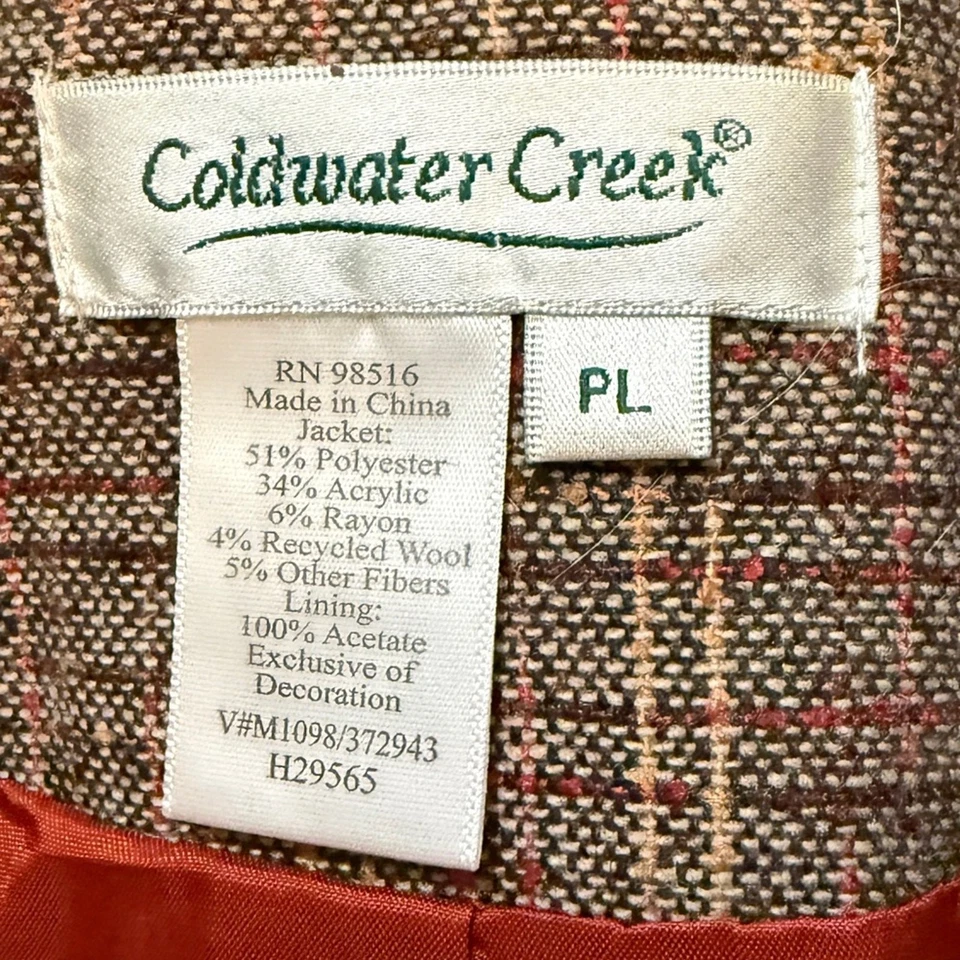 Coldwater Creek®
RN 98516
Made in China
Jacket:
51% Polyester
34% Acrylic
6% Rayon
4% Recycled Wool
5% Other Fibers
Lining:
100% Acetate
Exclusive of
Decoration
V#M1098/372943
H29565
PL